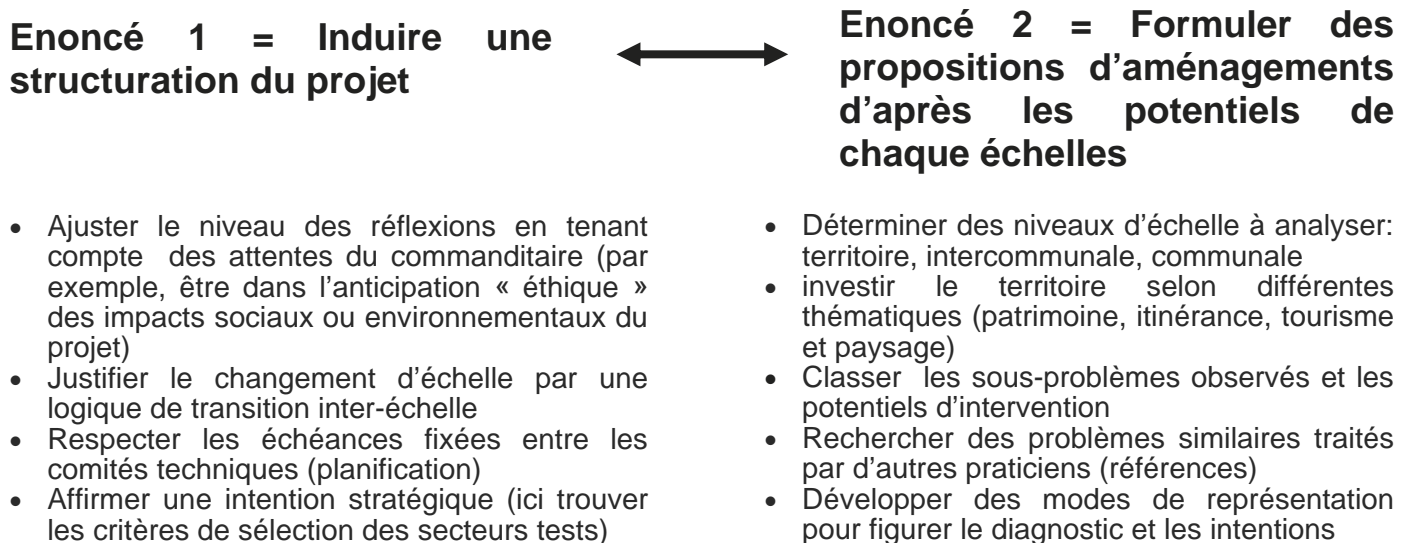 Enoncé 1 = Induire une
structuration du projet
Enoncé 2 = Formuler des
propositions d’aménagements
d’après les potentiels de
chaque échelles
• Ajuster le niveau des réflexions en tenant
compte des attentes du commanditaire (par
exemple, être dans l’anticipation « éthique »
des impacts sociaux ou environnementaux du
projet)
• Justifier le changement d’échelle par une
logique de transition inter-échelle
• Respecter les échéances fixées entre les
comités techniques (planification)
• Affirmer une intention stratégique (ici trouver
les critères de sélection des secteurs tests)
• Déterminer des niveaux d’échelle à analyser:
territoire, intercommunale, communale
• investir le territoire selon différentes
thématiques (patrimoine, itinérance, tourisme
et paysage)
• Classer les sous-problèmes observés et les
potentiels d’intervention
• Rechercher des problèmes similaires traités
par d’autres praticiens (références)
• Développer des modes de représentation
pour figurer le diagnostic et les intentions